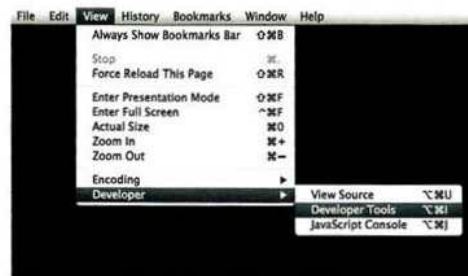 File Edit View History Bookmarks Window Help
Always Show Bookmarks Bar ⇧⌘B
Stop ⌘.
Force Reload This Page ⇧⌘R
Enter Presentation Mode ⇧⌘F
Enter Full Screen ^⌘F
Actual Size ⌘0
Zoom In ⌘+
Zoom Out ⌘−
Encoding ▶
Developer ▶
View Source ⌥⌘U
Developer Tools ⌥⌘I
JavaScript Console ⌥⌘J